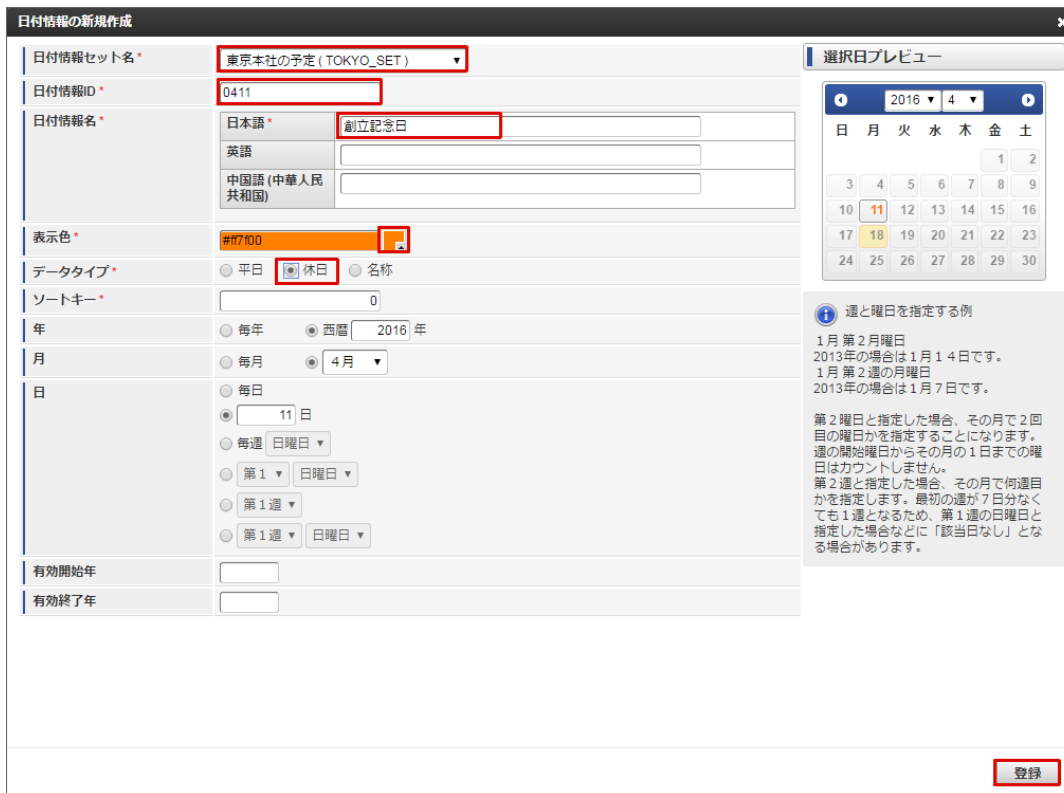 日付情報の新規作成
日付情報セット名*
東京本社の予定 ( TOKYO_SET )
日付情報ID*
0411
日付情報名*
日本語*
創立記念日
英語
中国語 (中華人民
共和国)
表示色*
#ff7f00
データタイプ*
平日 休日 名称
ソートキー*
0
年
毎年 西暦 2016 年
月
毎月 4月
日
毎日
11 日
毎週 日曜日
第1 日曜日
第1週
第1週 日曜日
有効開始年
有効終了年
選択日プレビュー
2016 4
日 月 火 水 木 金 土
1 2
3 4 5 6 7 8 9
10 11 12 13 14 15 16
17 18 19 20 21 22 23
24 25 26 27 28 29 30
週と曜日を指定する例
1月 第2月曜日
2013年の場合は1月14日です。
1月 第2週の月曜日
2013年の場合は1月7日です。
第2曜日と指定した場合、その月で2回
目の曜日かを指定することになります。
週の開始曜日からその月の1日までの曜
日はカウントしません。
第2週と指定した場合、その月で何週目
かを指定します。最初の週が7日分なく
ても1週となるため、第1週の日曜日と
指定した場合などに「該当日なし」とな
る場合があります。
登録